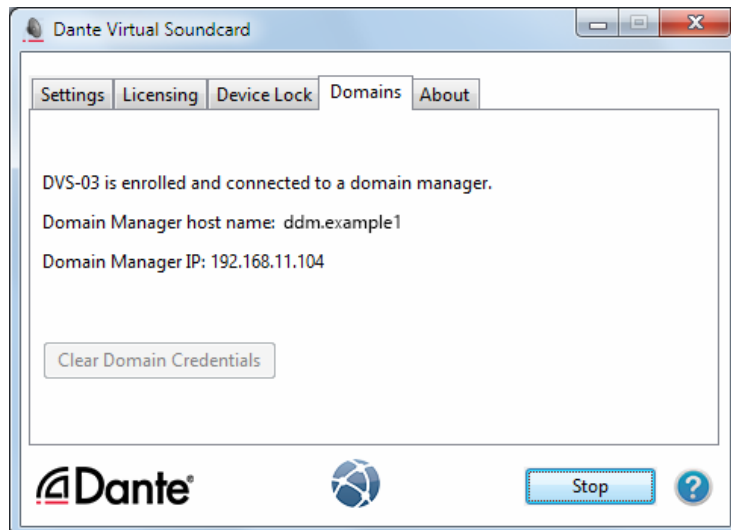 Dante Virtual Soundcard
Settings Licensing Device Lock Domains About
DVS-03 is enrolled and connected to a domain manager.
Domain Manager host name: ddm.example1
Domain Manager IP: 192.168.11.104
Clear Domain Credentials
Dante® Stop ?